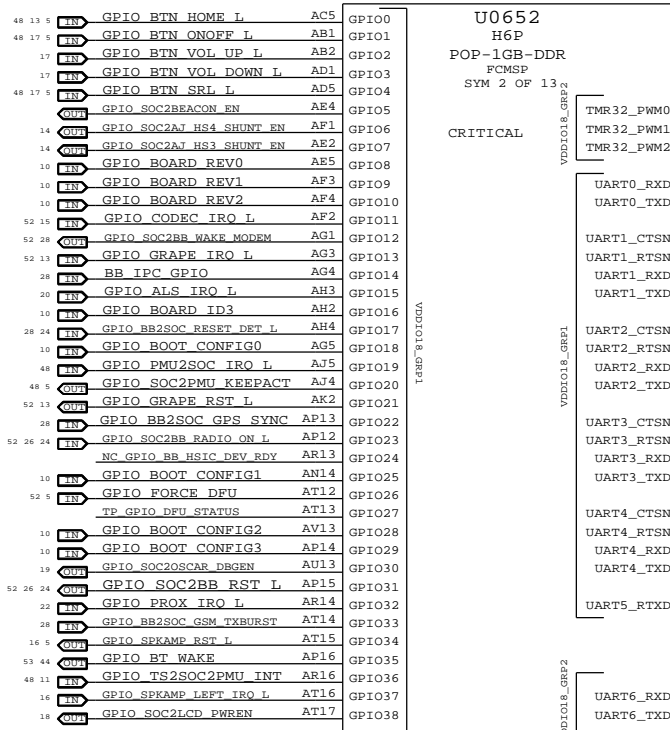 U0652
H6P
POP-1GB-DDR
FCMSP
SYM 2 OF 13
CRITICAL
48 13 5 IN GPIO_BTN_HOME_L AC5 GPIO0
48 17 5 IN GPIO_BTN_ONOFF_L AB1 GPIO1
17 IN GPIO_BTN_VOL_UP_L AB2 GPIO2
17 IN GPIO_BTN_VOL_DOWN_L AD1 GPIO3
48 17 5 IN GPIO_BTN_SRL_L AD5 GPIO4
OUT GPIO_SOC2BEACON_EN AE4 GPIO5
14 OUT GPIO_SOC2AJ_HS4_SHUNT_EN AF1 GPIO6
14 OUT GPIO_SOC2AJ_HS3_SHUNT_EN AE2 GPIO7
10 IN GPIO_BOARD_REV0 AE5 GPIO8
10 IN GPIO_BOARD_REV1 AF3 GPIO9
10 IN GPIO_BOARD_REV2 AF4 GPIO10
52 15 IN GPIO_CODEC_IRQ_L AF2 GPIO11
52 28 OUT GPIO_SOC2BB_WAKE_MODEM AG1 GPIO12
52 13 IN GPIO_GRAPE_IRQ_L AG3 GPIO13
28 IN BB_IPC_GPIO AG4 GPIO14
20 IN GPIO_ALS_IRQ_L AH3 GPIO15
10 IN GPIO_BOARD_ID3 AH2 GPIO16
28 24 IN GPIO_BB2SOC_RESET_DET_L AH4 GPIO17
10 IN GPIO_BOOT_CONFIG0 AG5 GPIO18
48 IN GPIO_PMU2SOC_IRQ_L AJ5 GPIO19
48 5 OUT GPIO_SOC2PMU_KEEPACT AJ4 GPIO20
52 13 OUT GPIO_GRAPE_RST_L AK2 GPIO21
28 IN GPIO_BB2SOC_GPS_SYNC AP13 GPIO22
52 26 24 IN GPIO_SOC2BB_RADIO_ON_L AP12 GPIO23
NC_GPIO_BB_HSIC_DEV_RDY AR13 GPIO24
10 IN GPIO_BOOT_CONFIG1 AN14 GPIO25
52 5 IN GPIO_FORCE_DFU AT12 GPIO26
TP_GPIO_DFU_STATUS AT13 GPIO27
10 IN GPIO_BOOT_CONFIG2 AV13 GPIO28
10 IN GPIO_BOOT_CONFIG3 AP14 GPIO29
19 OUT GPIO_SOC2OSCAR_DBGEN AU13 GPIO30
52 26 24 OUT GPIO_SOC2BB_RST_L AP15 GPIO31
22 IN GPIO_PROX_IRQ_L AR14 GPIO32
28 IN GPIO_BB2SOC_GSM_TXBURST AT14 GPIO33
16 5 OUT GPIO_SPKAMP_RST_L AT15 GPIO34
53 44 OUT GPIO_BT_WAKE AP16 GPIO35
48 11 IN GPIO_TS2SOC2PMU_INT AR16 GPIO36
16 IN GPIO_SPKAMP_LEFT_IRQ_L AT16 GPIO37
18 OUT GPIO_SOC2LCD_PWREN AT17 GPIO38
VDDIO18_GRP1
VDDIO18_GRP2
TMR32_PWM0
TMR32_PWM1
TMR32_PWM2
VDDIO18_GRP1
UART0_RXD
UART0_TXD
UART1_CTSN
UART1_RTSN
UART1_RXD
UART1_TXD
UART2_CTSN
UART2_RTSN
UART2_RXD
UART2_TXD
UART3_CTSN
UART3_RTSN
UART3_RXD
UART3_TXD
UART4_CTSN
UART4_RTSN
UART4_RXD
UART4_TXD
UART5_RTXD
DDIO18_GRP2
UART6_RXD
UART6_TXD